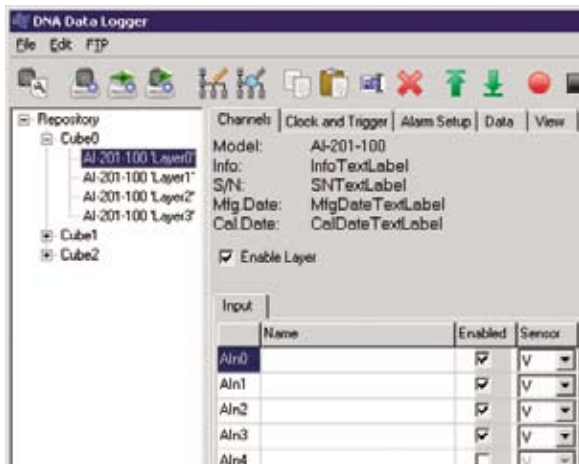 DNA Data Logger
File Edit FTP
Repository
Cube0
AI-201-100 'Layer0'
AI-201-100 'Layer1'
AI-201-100 'Layer2'
AI-201-100 'Layer3'
Cube1
Cube2
Channels Clock and Trigger Alarm Setup Data View
Model: AI-201-100
Info: InfoTextLabel
S/N: SNTextLabel
Mfg.Date: MfgDateTextLabel
Cal.Date: CalDateTextLabel
Enable Layer
Input
Name Enabled Sensor
AIn0 V
AIn1 V
AIn2 V
AIn3 V
AIn4 V